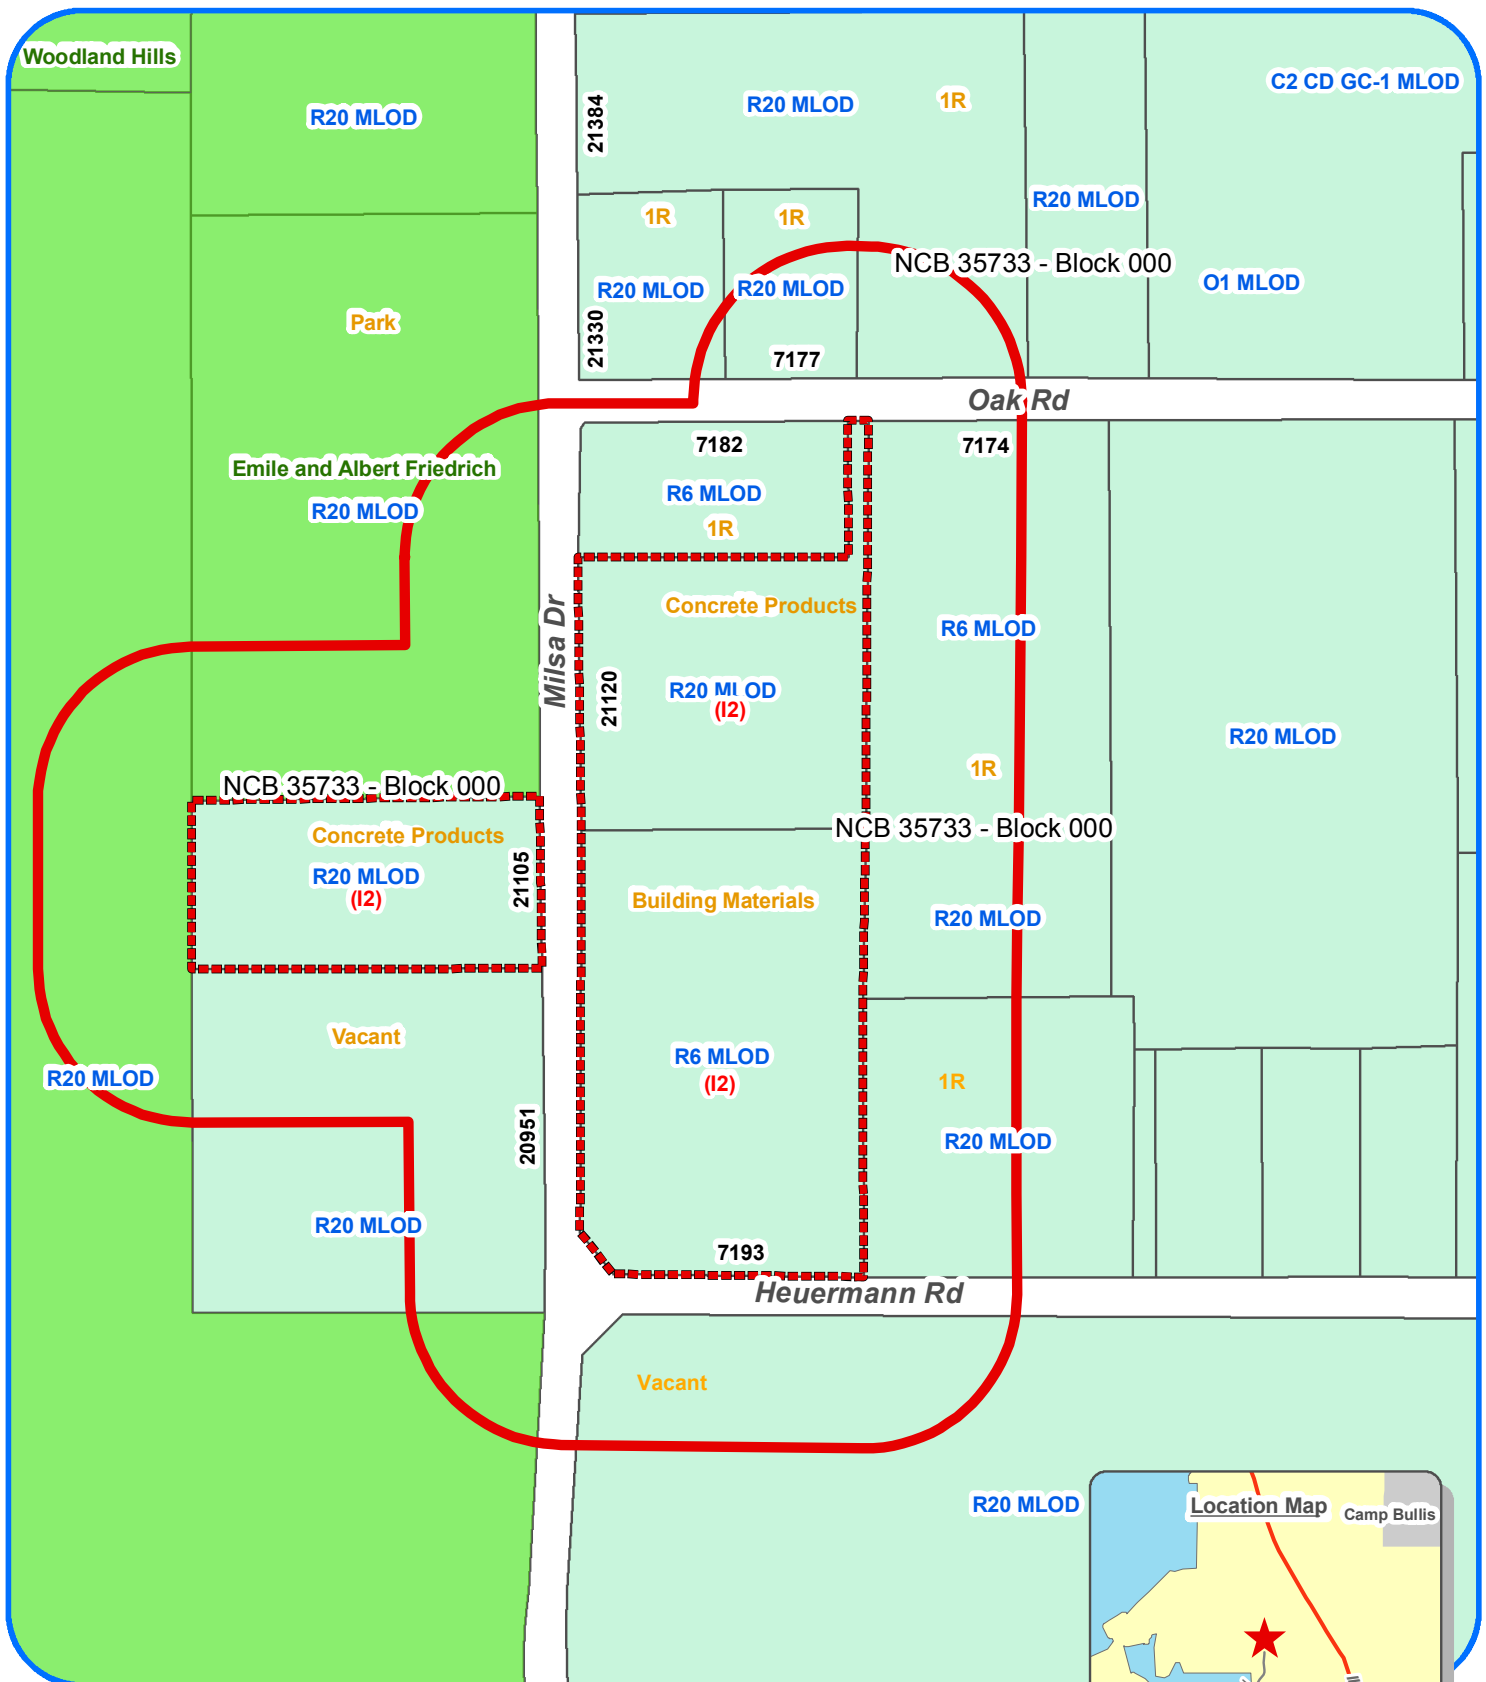 Woodland Hills
R20 MLOD
21384
R20 MLOD
1R
C2 CD GC-1 MLOD
R20 MLOD
1R
1R
NCB 35733 - Block 000
O1 MLOD
R20 MLOD
R20 MLOD
Park
21330
7177
Oak Rd
7182
7174
Emile and Albert Friedrich
R20 MLOD
R6 MLOD
1R
Concrete Products
R6 MLOD
Milsa Dr
21120
R20 MLOD
(I2)
R20 MLOD
1R
NCB 35733 - Block 000
Concrete Products
R20 MLOD
(I2)
21105
NCB 35733 - Block 000
Building Materials
R20 MLOD
Vacant
R6 MLOD
(I2)
R20 MLOD
1R
20951
R20 MLOD
R20 MLOD
7193
Heuermann Rd
Vacant
R20 MLOD
Location Map
Camp Bullis